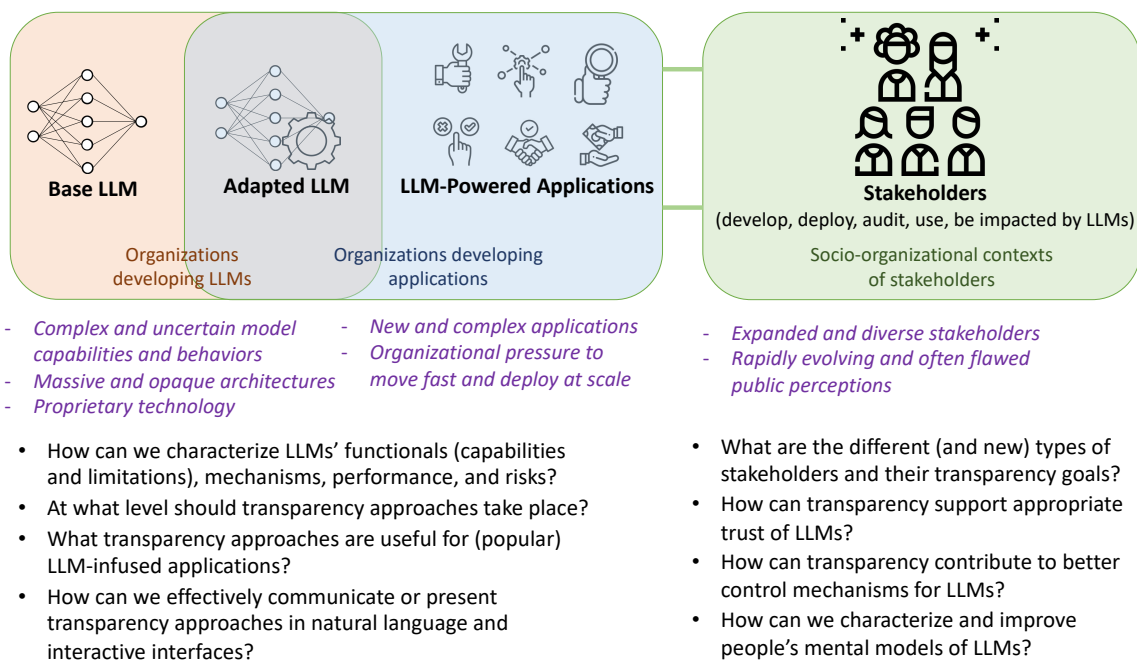 Base LLM
Adapted LLM
LLM-Powered Applications
Stakeholders
(develop, deploy, audit, use, be impacted by LLMs)
Organizations
developing LLMs
Organizations developing
applications
Socio-organizational contexts
of stakeholders
- Complex and uncertain model
capabilities and behaviors
- Massive and opaque architectures
- Proprietary technology
- New and complex applications
- Organizational pressure to
move fast and deploy at scale
- Expanded and diverse stakeholders
- Rapidly evolving and often flawed
public perceptions
• How can we characterize LLMs' functionals (capabilities
and limitations), mechanisms, performance, and risks?
• At what level should transparency approaches take place?
• What transparency approaches are useful for (popular)
LLM-infused applications?
• How can we effectively communicate or present
transparency approaches in natural language and
interactive interfaces?
• What are the different (and new) types of
stakeholders and their transparency goals?
• How can transparency support appropriate
trust of LLMs?
• How can transparency contribute to better
control mechanisms for LLMs?
• How can we characterize and improve
people's mental models of LLMs?